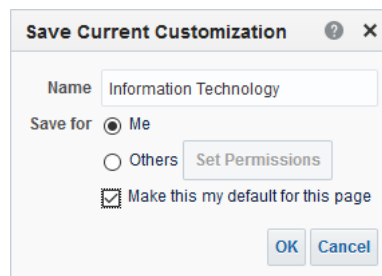 Save Current Customization ? ×
Name Information Technology
Save for Me
Others Set Permissions
Make this my default for this page
OK Cancel